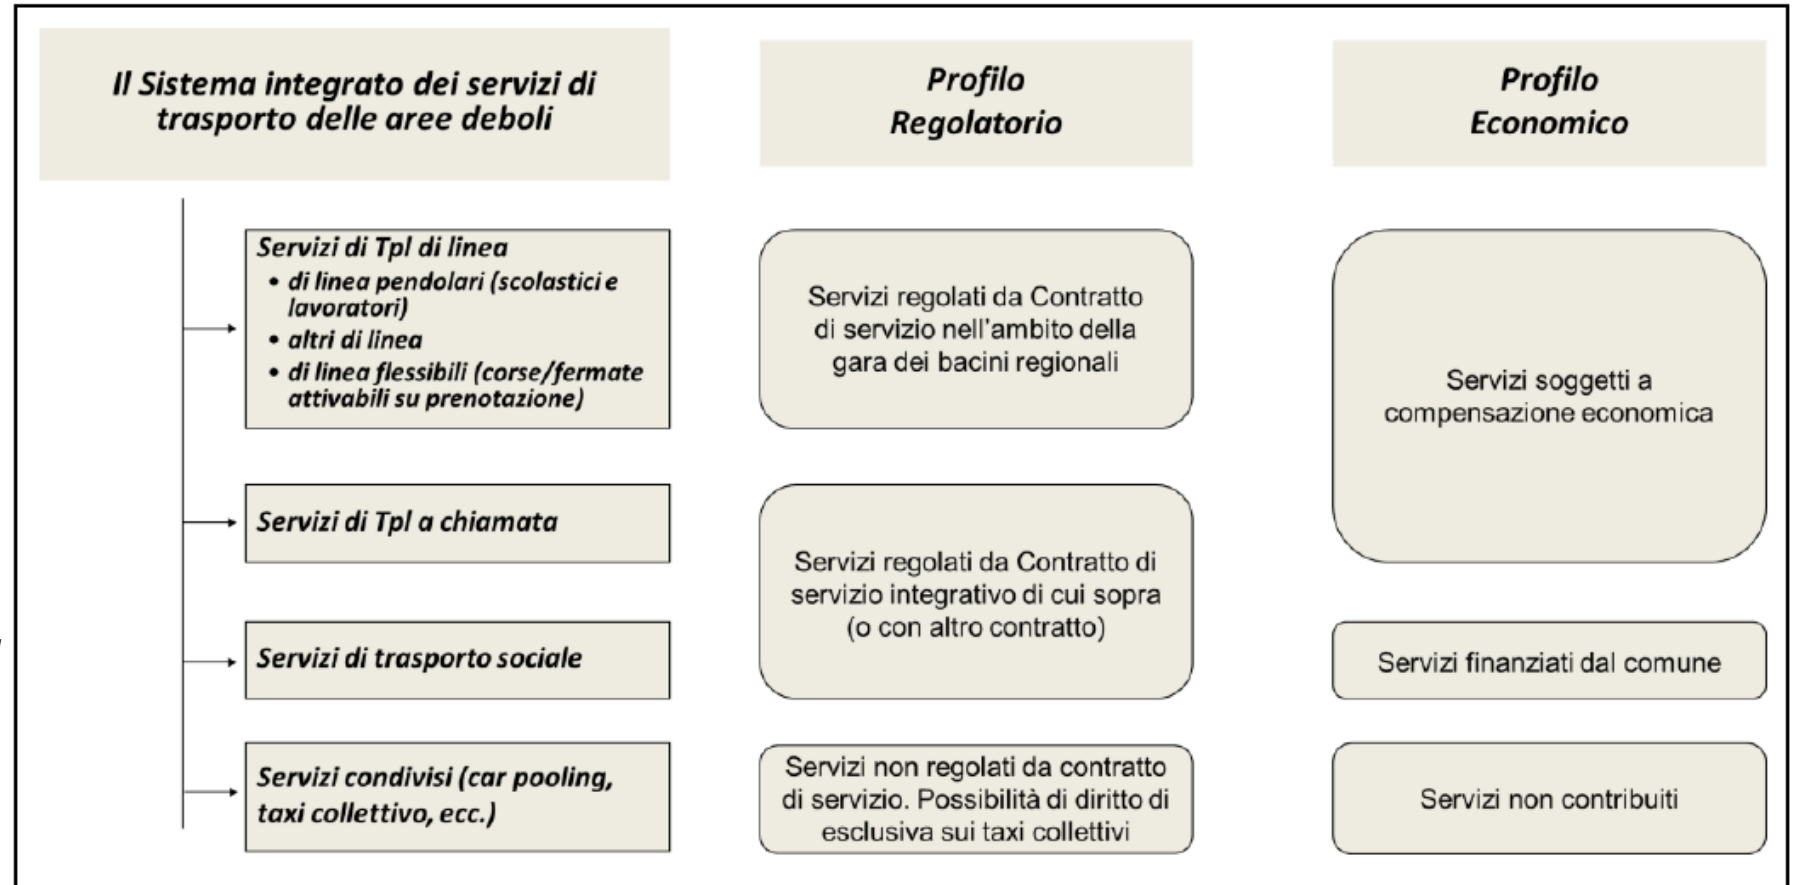 Il Sistema integrato dei servizi di
trasporto delle aree deboli
Profilo
Regolatorio
Profilo
Economico
Servizi di Tpl di linea
• di linea pendolari (scolastici e
lavoratori)
• altri di linea
• di linea flessibili (corse/fermate
attivabili su prenotazione)
Servizi regolati da Contratto
di servizio nell'ambito della
gara dei bacini regionali
Servizi soggetti a
compensazione economica
Servizi di Tpl a chiamata
Servizi regolati da Contratto di
servizio integrativo di cui sopra
(o con altro contratto)
Servizi di trasporto sociale
Servizi finanziati dal comune
Servizi condivisi (car pooling,
taxi collettivo, ecc.)
Servizi non regolati da contratto
di servizio. Possibilità di diritto di
esclusiva sui taxi collettivi
Servizi non contribuiti